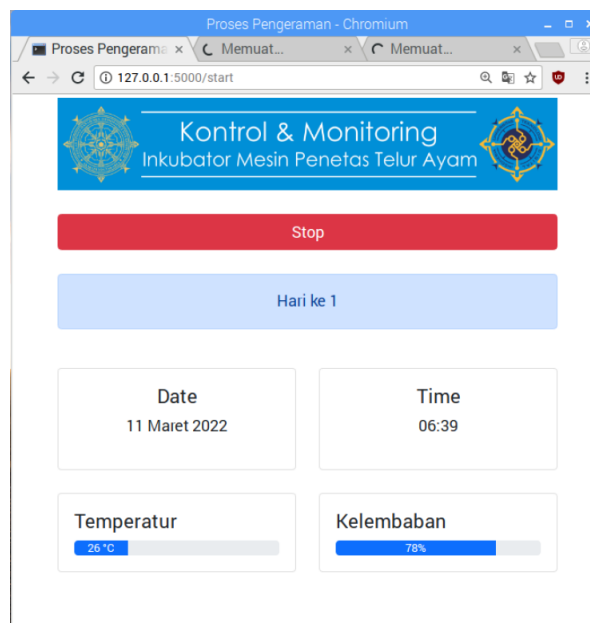 Proses Pengeraman - Chromium
Proses Pengerama
Memuat...
Memuat...
127.0.0.1:5000/start
Kontrol & Monitoring
Inkubator Mesin Penetas Telur Ayam
Stop
Hari ke 1
Date
11 Maret 2022
Time
06:39
Temperatur
26 °C
Kelembaban
78%